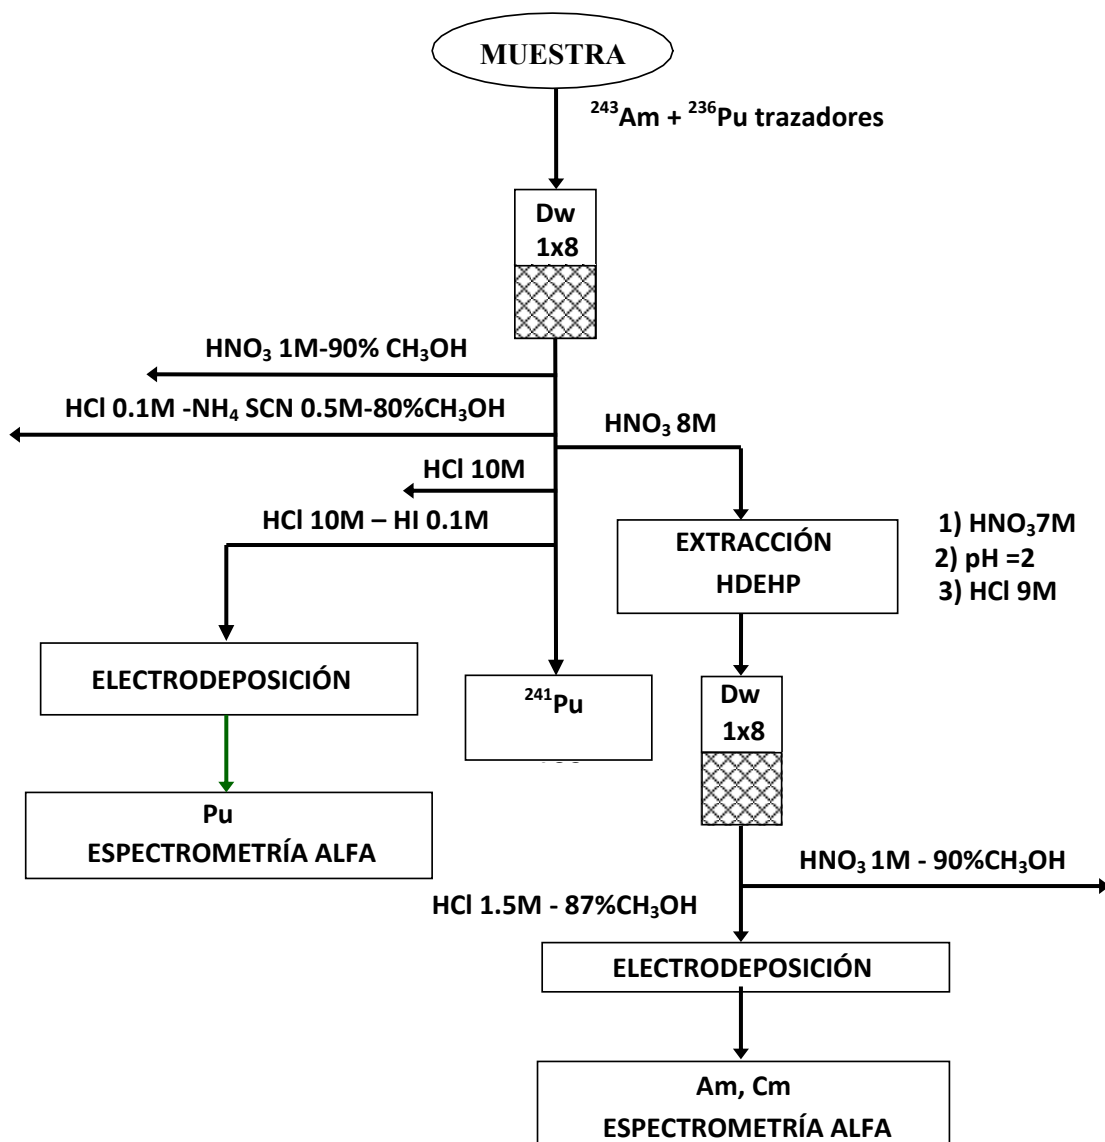 MUESTRA
²⁴³Am + ²³⁶Pu trazadores
Dw
1x8
HNO₃ 1M-90% CH₃OH
HCl 0.1M -NH₄ SCN 0.5M-80%CH₃OH
HNO₃ 8M
HCl 10M
HCl 10M – HI 0.1M
EXTRACCIÓN
HDEHP
1) HNO₃7M
2) pH =2
3) HCl 9M
ELECTRODEPOSICIÓN
²⁴¹Pu
Dw
1x8
Pu
ESPECTROMETRÍA ALFA
HNO₃ 1M - 90%CH₃OH
HCl 1.5M - 87%CH₃OH
ELECTRODEPOSICIÓN
Am, Cm
ESPECTROMETRÍA ALFA